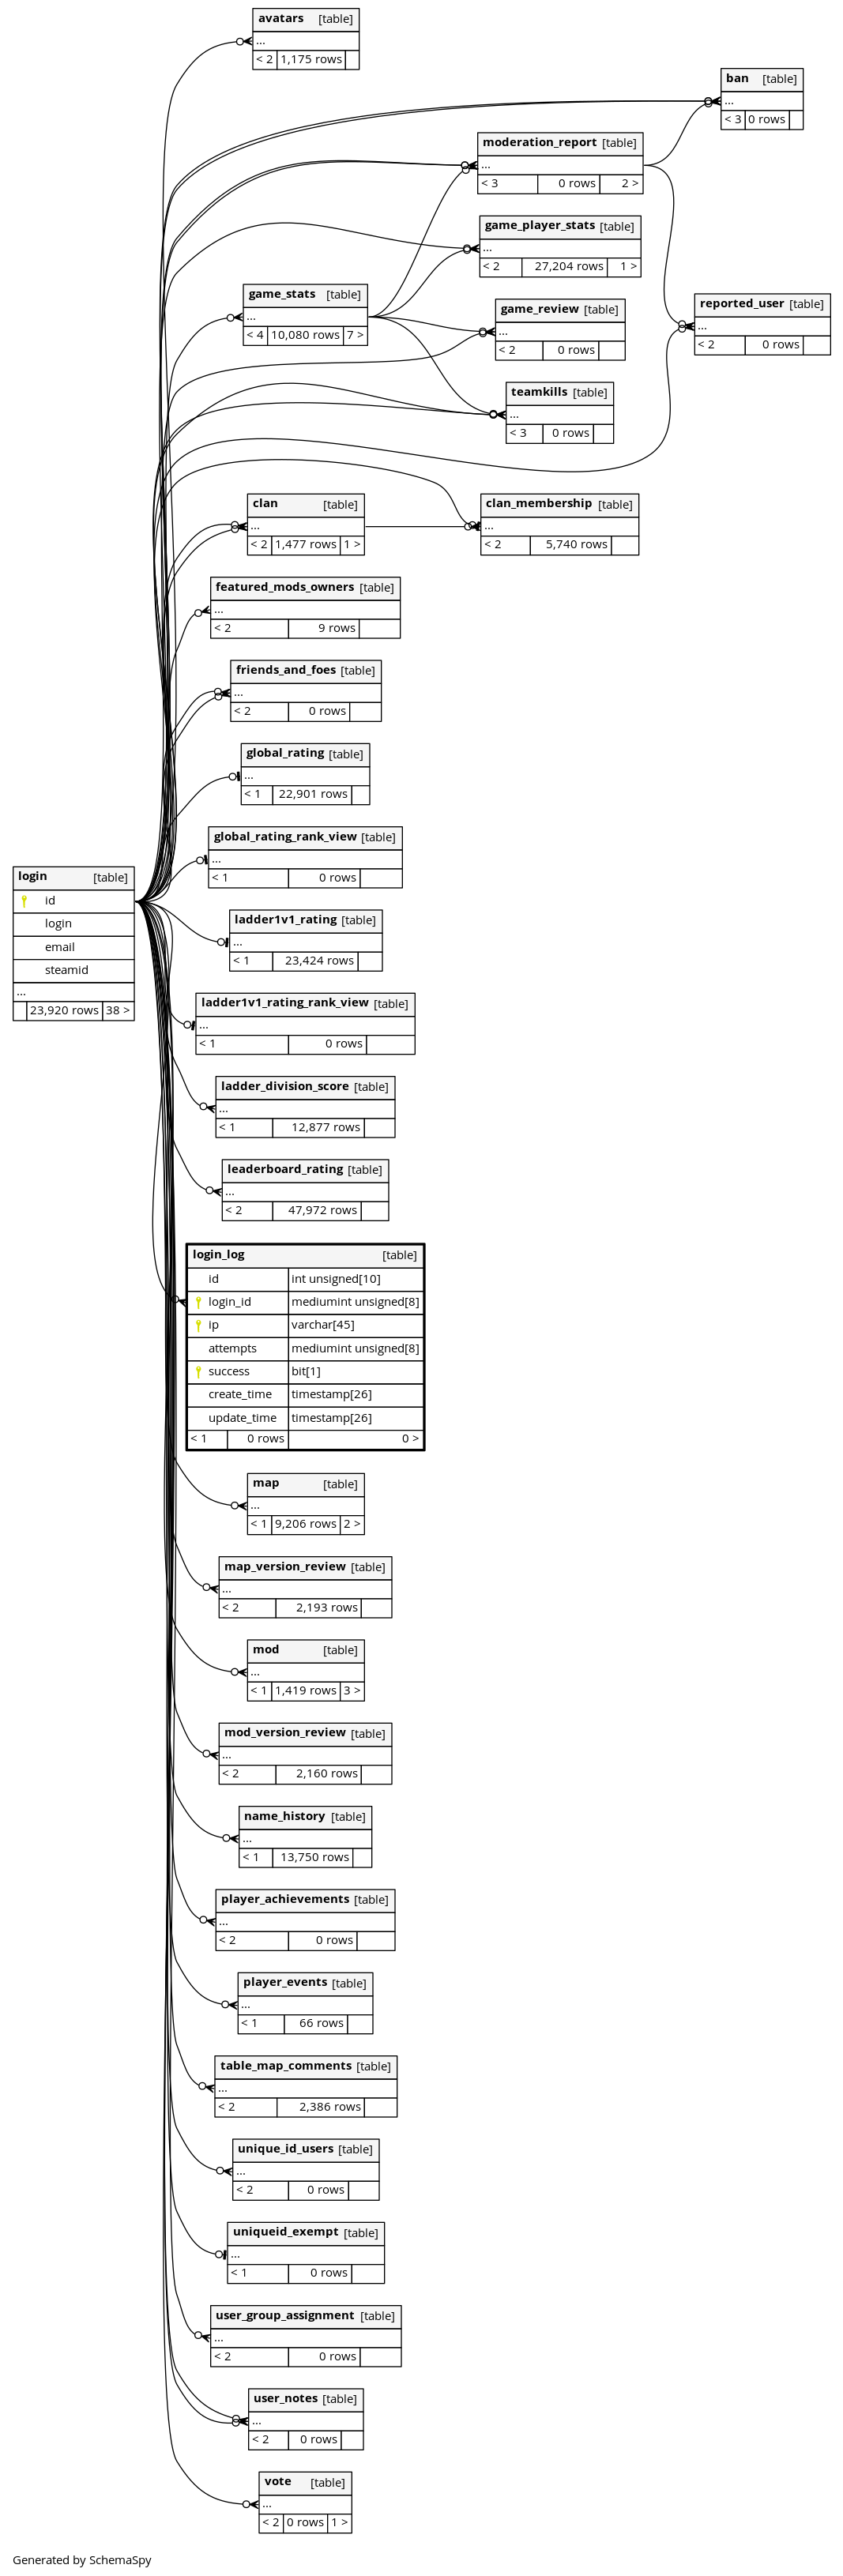 avatars [table]
...
< 2 1,175 rows
ban [table]
...
< 3 0 rows
moderation_report [table]
...
< 3 0 rows 2 >
game_player_stats [table]
...
< 2 27,204 rows 1 >
game_stats [table]
...
< 4 10,080 rows 7 >
reported_user [table]
...
< 2 0 rows
game_review [table]
...
< 2 0 rows
teamkills [table]
...
< 3 0 rows
clan [table]
...
< 2 1,477 rows 1 >
clan_membership [table]
...
< 2 5,740 rows
featured_mods_owners [table]
...
< 2 9 rows
friends_and_foes [table]
...
< 2 0 rows
global_rating [table]
...
< 1 22,901 rows
global_rating_rank_view [table]
...
< 1 0 rows
login [table]
id
login
email
steamid
...
23,920 rows 38 >
ladder1v1_rating [table]
...
< 1 23,424 rows
ladder1v1_rating_rank_view [table]
...
< 1 0 rows
ladder_division_score [table]
...
< 1 12,877 rows
leaderboard_rating [table]
...
< 2 47,972 rows
login_log [table]
id int unsigned[10]
login_id mediumint unsigned[8]
ip varchar[45]
attempts mediumint unsigned[8]
success bit[1]
create_time timestamp[26]
update_time timestamp[26]
< 1 0 rows 0 >
map [table]
...
< 1 9,206 rows 2 >
map_version_review [table]
...
< 2 2,193 rows
mod [table]
...
< 1 1,419 rows 3 >
mod_version_review [table]
...
< 2 2,160 rows
name_history [table]
...
< 1 13,750 rows
player_achievements [table]
...
< 2 0 rows
player_events [table]
...
< 1 66 rows
table_map_comments [table]
...
< 2 2,386 rows
unique_id_users [table]
...
< 2 0 rows
uniqueid_exempt [table]
...
< 1 0 rows
user_group_assignment [table]
...
< 2 0 rows
user_notes [table]
...
< 2 0 rows
vote [table]
...
< 2 0 rows 1 >
Generated by SchemaSpy